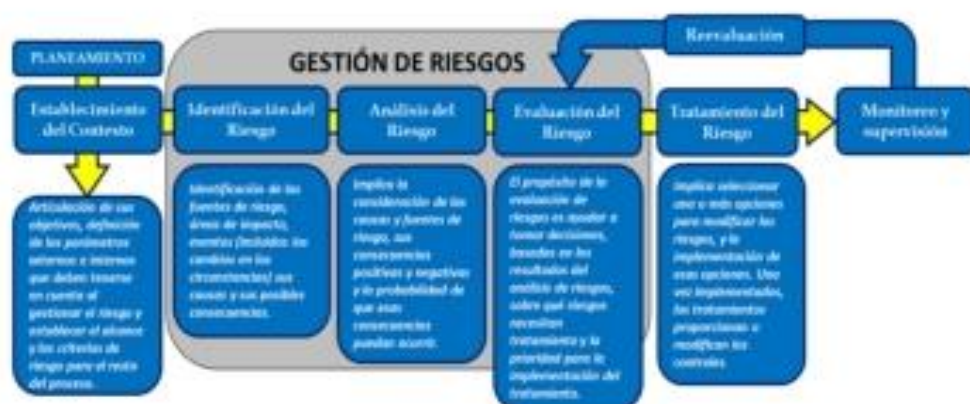 Reevaluación
PLANEAMIENTO
GESTIÓN DE RIESGOS
Establecimiento
del Contexto
Identificación del
Riesgo
Análisis del
Riesgo
Evaluación del
Riesgo
Tratamiento del
Riesgo
Monitoreo y
supervisión
Articulación de sus
objetivos, definición
de los parámetros
externos e internos
que deben tenerse
en cuenta al
gestionar el riesgo y
establecer el alcance
y los criterios de
riesgo para el resto
del proceso.
Identificación de las
fuentes de riesgo,
áreas de impacto,
eventos (incluidos los
cambios en las
circunstancias) sus
causas y sus posibles
consecuencias.
Implica la
consideración de las
causas y fuentes de
riesgo, sus
consecuencias
positivas y negativas
y la probabilidad de
que esas
consecuencias
puedan ocurrir.
El propósito de la
evaluación de
riesgos es ayudar a
tomar decisiones,
basadas en los
resultados del
análisis de riesgos,
sobre qué riesgos
necesitan
tratamiento y la
prioridad para la
implementación del
tratamiento.
Implica seleccionar
una o más opciones
para modificar los
riesgos, y la
implementación de
esas opciones. Una
vez implementados,
los tratamientos
proporcionan o
modifican los
controles.